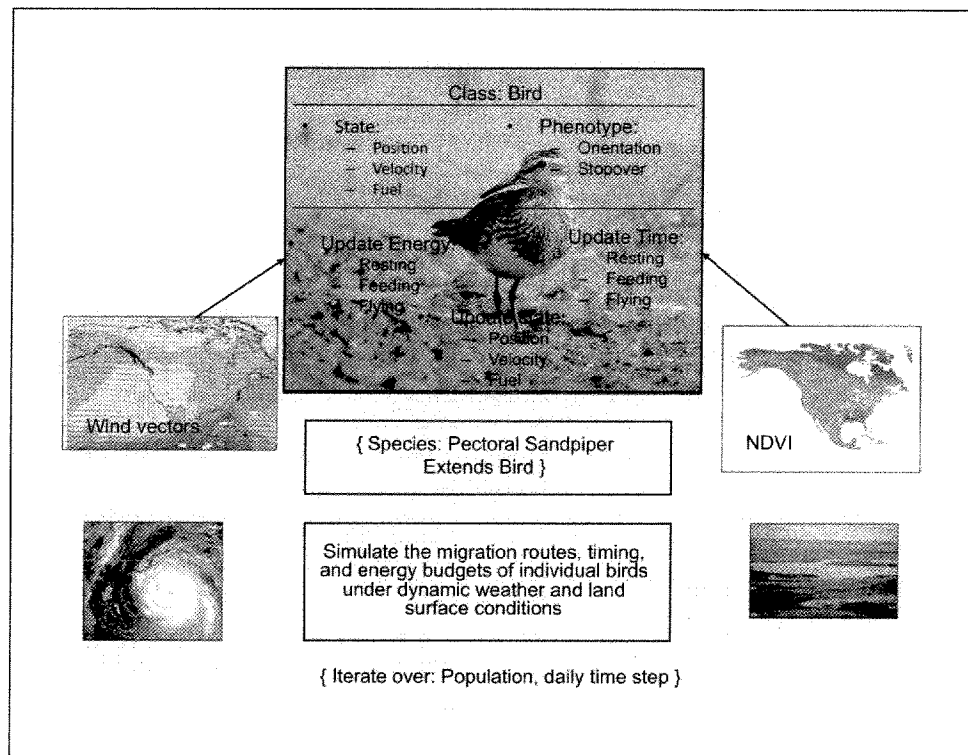 Class: Bird
• State:
– Position
– Velocity
– Fuel
• Phenotype:
– Orientation
– Stopover
Update Energy:
– Resting
– Feeding
– Flying
Update Time:
– Resting
– Feeding
– Flying
Update State:
– Position
– Velocity
– Fuel
Wind vectors
NDVI
{ Species: Pectoral Sandpiper
Extends Bird }
Simulate the migration routes, timing,
and energy budgets of individual birds
under dynamic weather and land
surface conditions
{ Iterate over: Population, daily time step }